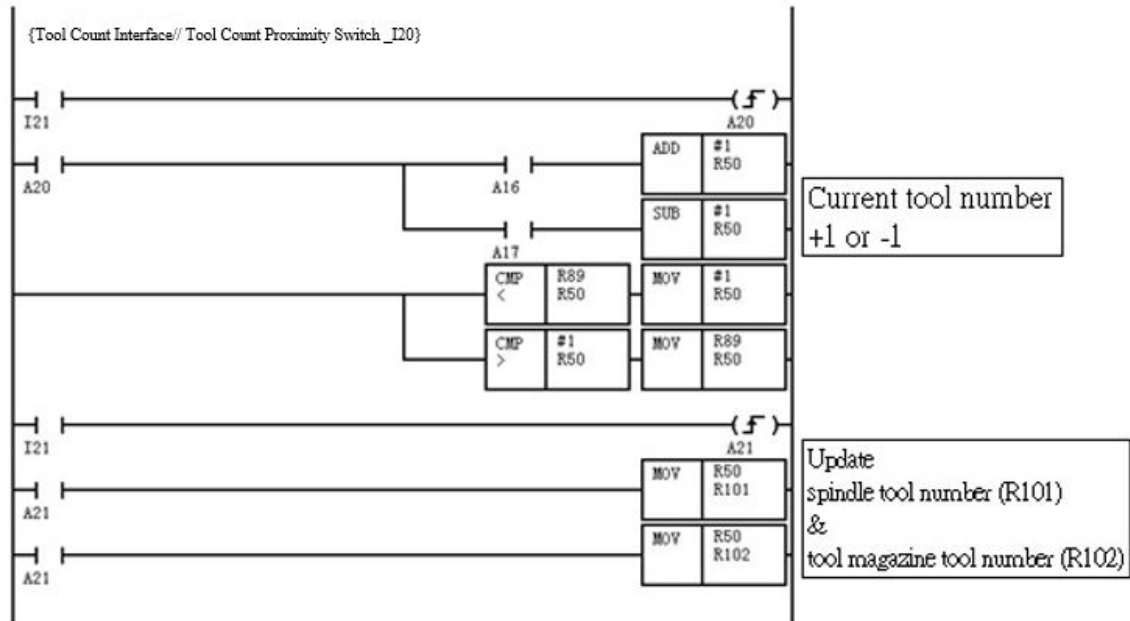 {Tool Count Interface// Tool Count Proximity Switch _I20}
I21
A20
A20
A16
ADD #1
R50
A17
SUB #1
R50
Current tool number
+1 or -1
CMP R89
< R50
MOV #1
R50
CMP #1
> R50
MOV R89
R50
I21
A21
A21
MOV R50
R101
A21
MOV R50
R102
Update
spindle tool number (R101)
&
tool magazine tool number (R102)